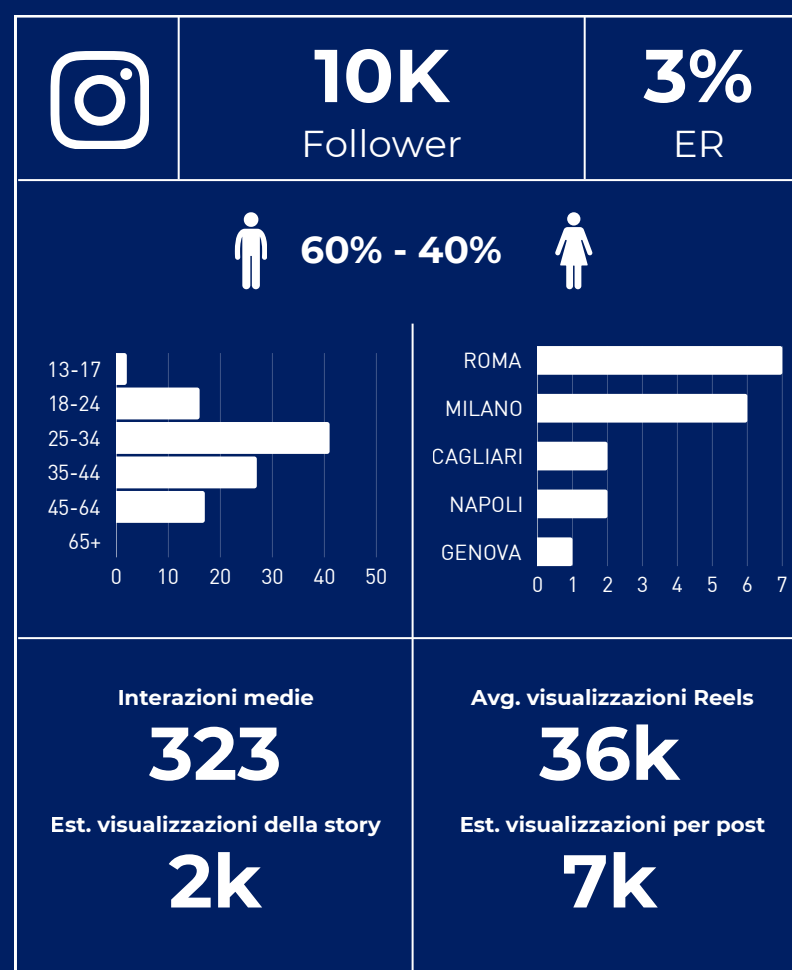 10K
Follower
3%
ER
60% - 40%
13-17
18-24
25-34
35-44
45-64
65+
0 10 20 30 40 50
ROMA
MILANO
CAGLIARI
NAPOLI
GENOVA
0 1 2 3 4 5 6 7
Interazioni medie
323
Est. visualizzazioni della story
2k
Avg. visualizzazioni Reels
36k
Est. visualizzazioni per post
7k